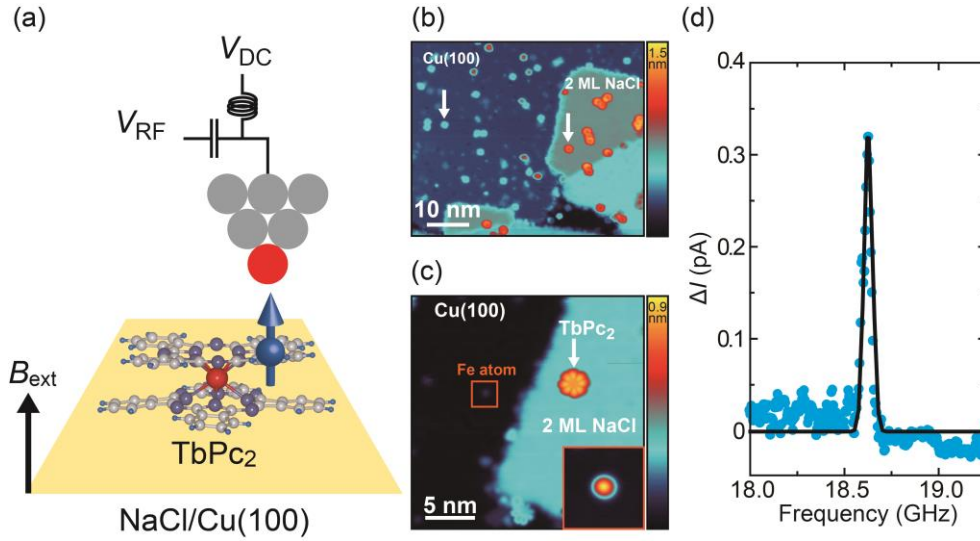 (a)
V_DC
V_RF
B_ext
TbPc₂
NaCl/Cu(100)
(b)
Cu(100)
2 ML NaCl
10 nm
1.5
nm
(c)
Cu(100)
TbPc₂
Fe atom
2 ML NaCl
5 nm
0.9
nm
(d)
0.4
0.3
0.2
0.1
0
ΔI (pA)
18.0
18.5
19.0
Frequency (GHz)